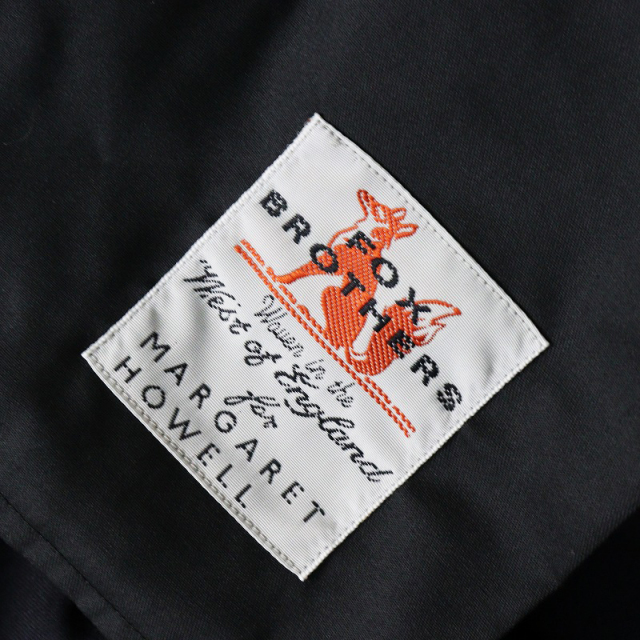 FOX
BROTHERS
Woven in the
West of England
for
MARGARET
HOWELL